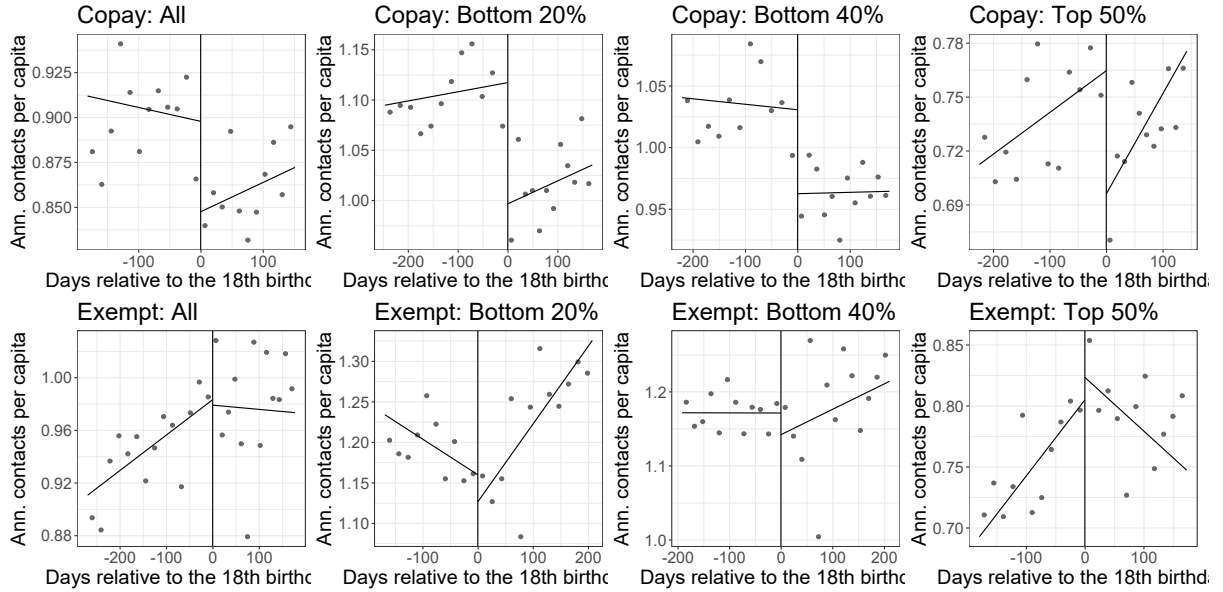 Copay: All
Copay: Bottom 20%
Copay: Bottom 40%
Copay: Top 50%
Ann. contacts per capita
0.925
0.900
0.875
0.850
-100
0
100
Days relative to the 18th birthd
Ann. contacts per capita
1.15
1.10
1.05
1.00
-200
-100
0
100
Days relative to the 18th birthd
Ann. contacts per capita
1.05
1.00
0.95
-200
-100
0
100
Days relative to the 18th birthda
Ann. contacts per capita
0.78
0.75
0.72
0.69
-200
-100
0
100
Days relative to the 18th birthda
Exempt: All
Exempt: Bottom 20%
Exempt: Bottom 40%
Exempt: Top 50%
Ann. contacts per capita
1.00
0.96
0.92
0.88
-200
-100
0
100
Days relative to the 18th birthd
Ann. contacts per capita
1.30
1.25
1.20
1.15
1.10
-100
0
100
200
Days relative to the 18th birthd
Ann. contacts per capita
1.2
1.1
1.0
-200
-100
0
100
200
Days relative to the 18th birthda
Ann. contacts per capita
0.85
0.80
0.75
0.70
-100
0
100
Days relative to the 18th birthda